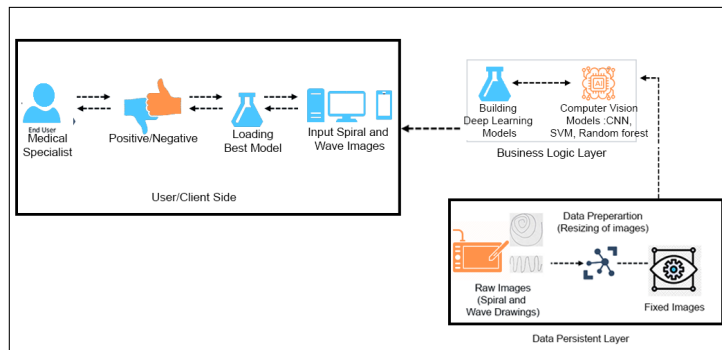 End User
Medical
Specialist
Positive/Negative
Loading
Best Model
Input Spiral and
Wave Images
User/Client Side
Building
Deep Learning
Models
AI
Computer Vision
Models :CNN,
SVM, Random forest
Business Logic Layer
Data Preperartion
(Resizing of images)
Raw Images
(Spiral and
Wave Drawings)
Fixed Images
Data Persistent Layer